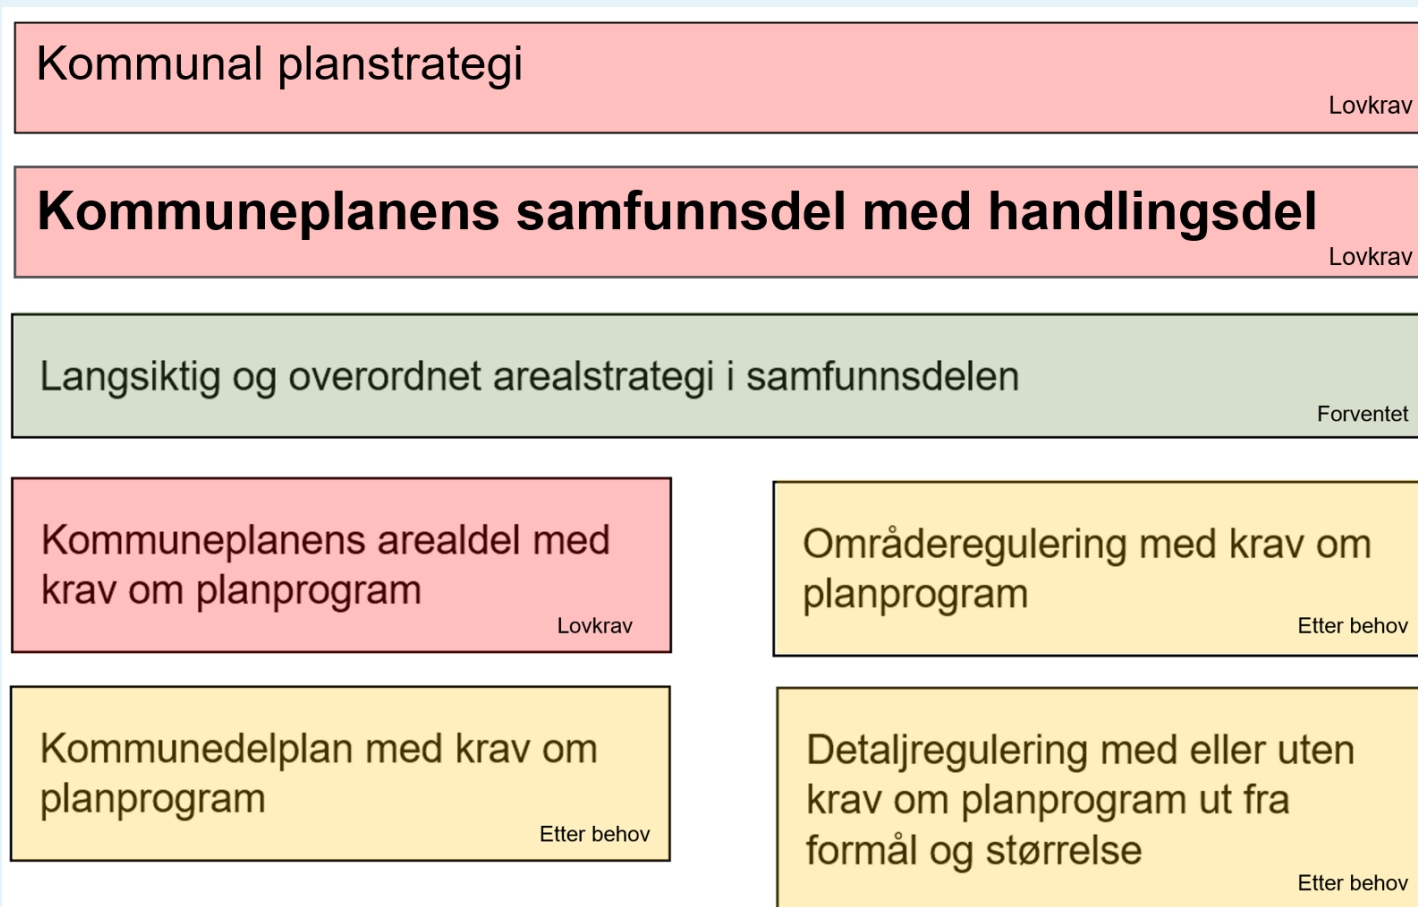 Kommunal planstrategi
Lovkrav
Kommuneplanens samfunnsdel med handlingsdel
Lovkrav
Langsiktig og overordnet arealstrategi i samfunnsdelen
Forventet
Kommuneplanens arealdel med
krav om planprogram
Lovkrav
Områderegulering med krav om
planprogram
Etter behov
Kommunedelplan med krav om
planprogram
Etter behov
Detaljregulering med eller uten
krav om planprogram ut fra
formål og størrelse
Etter behov